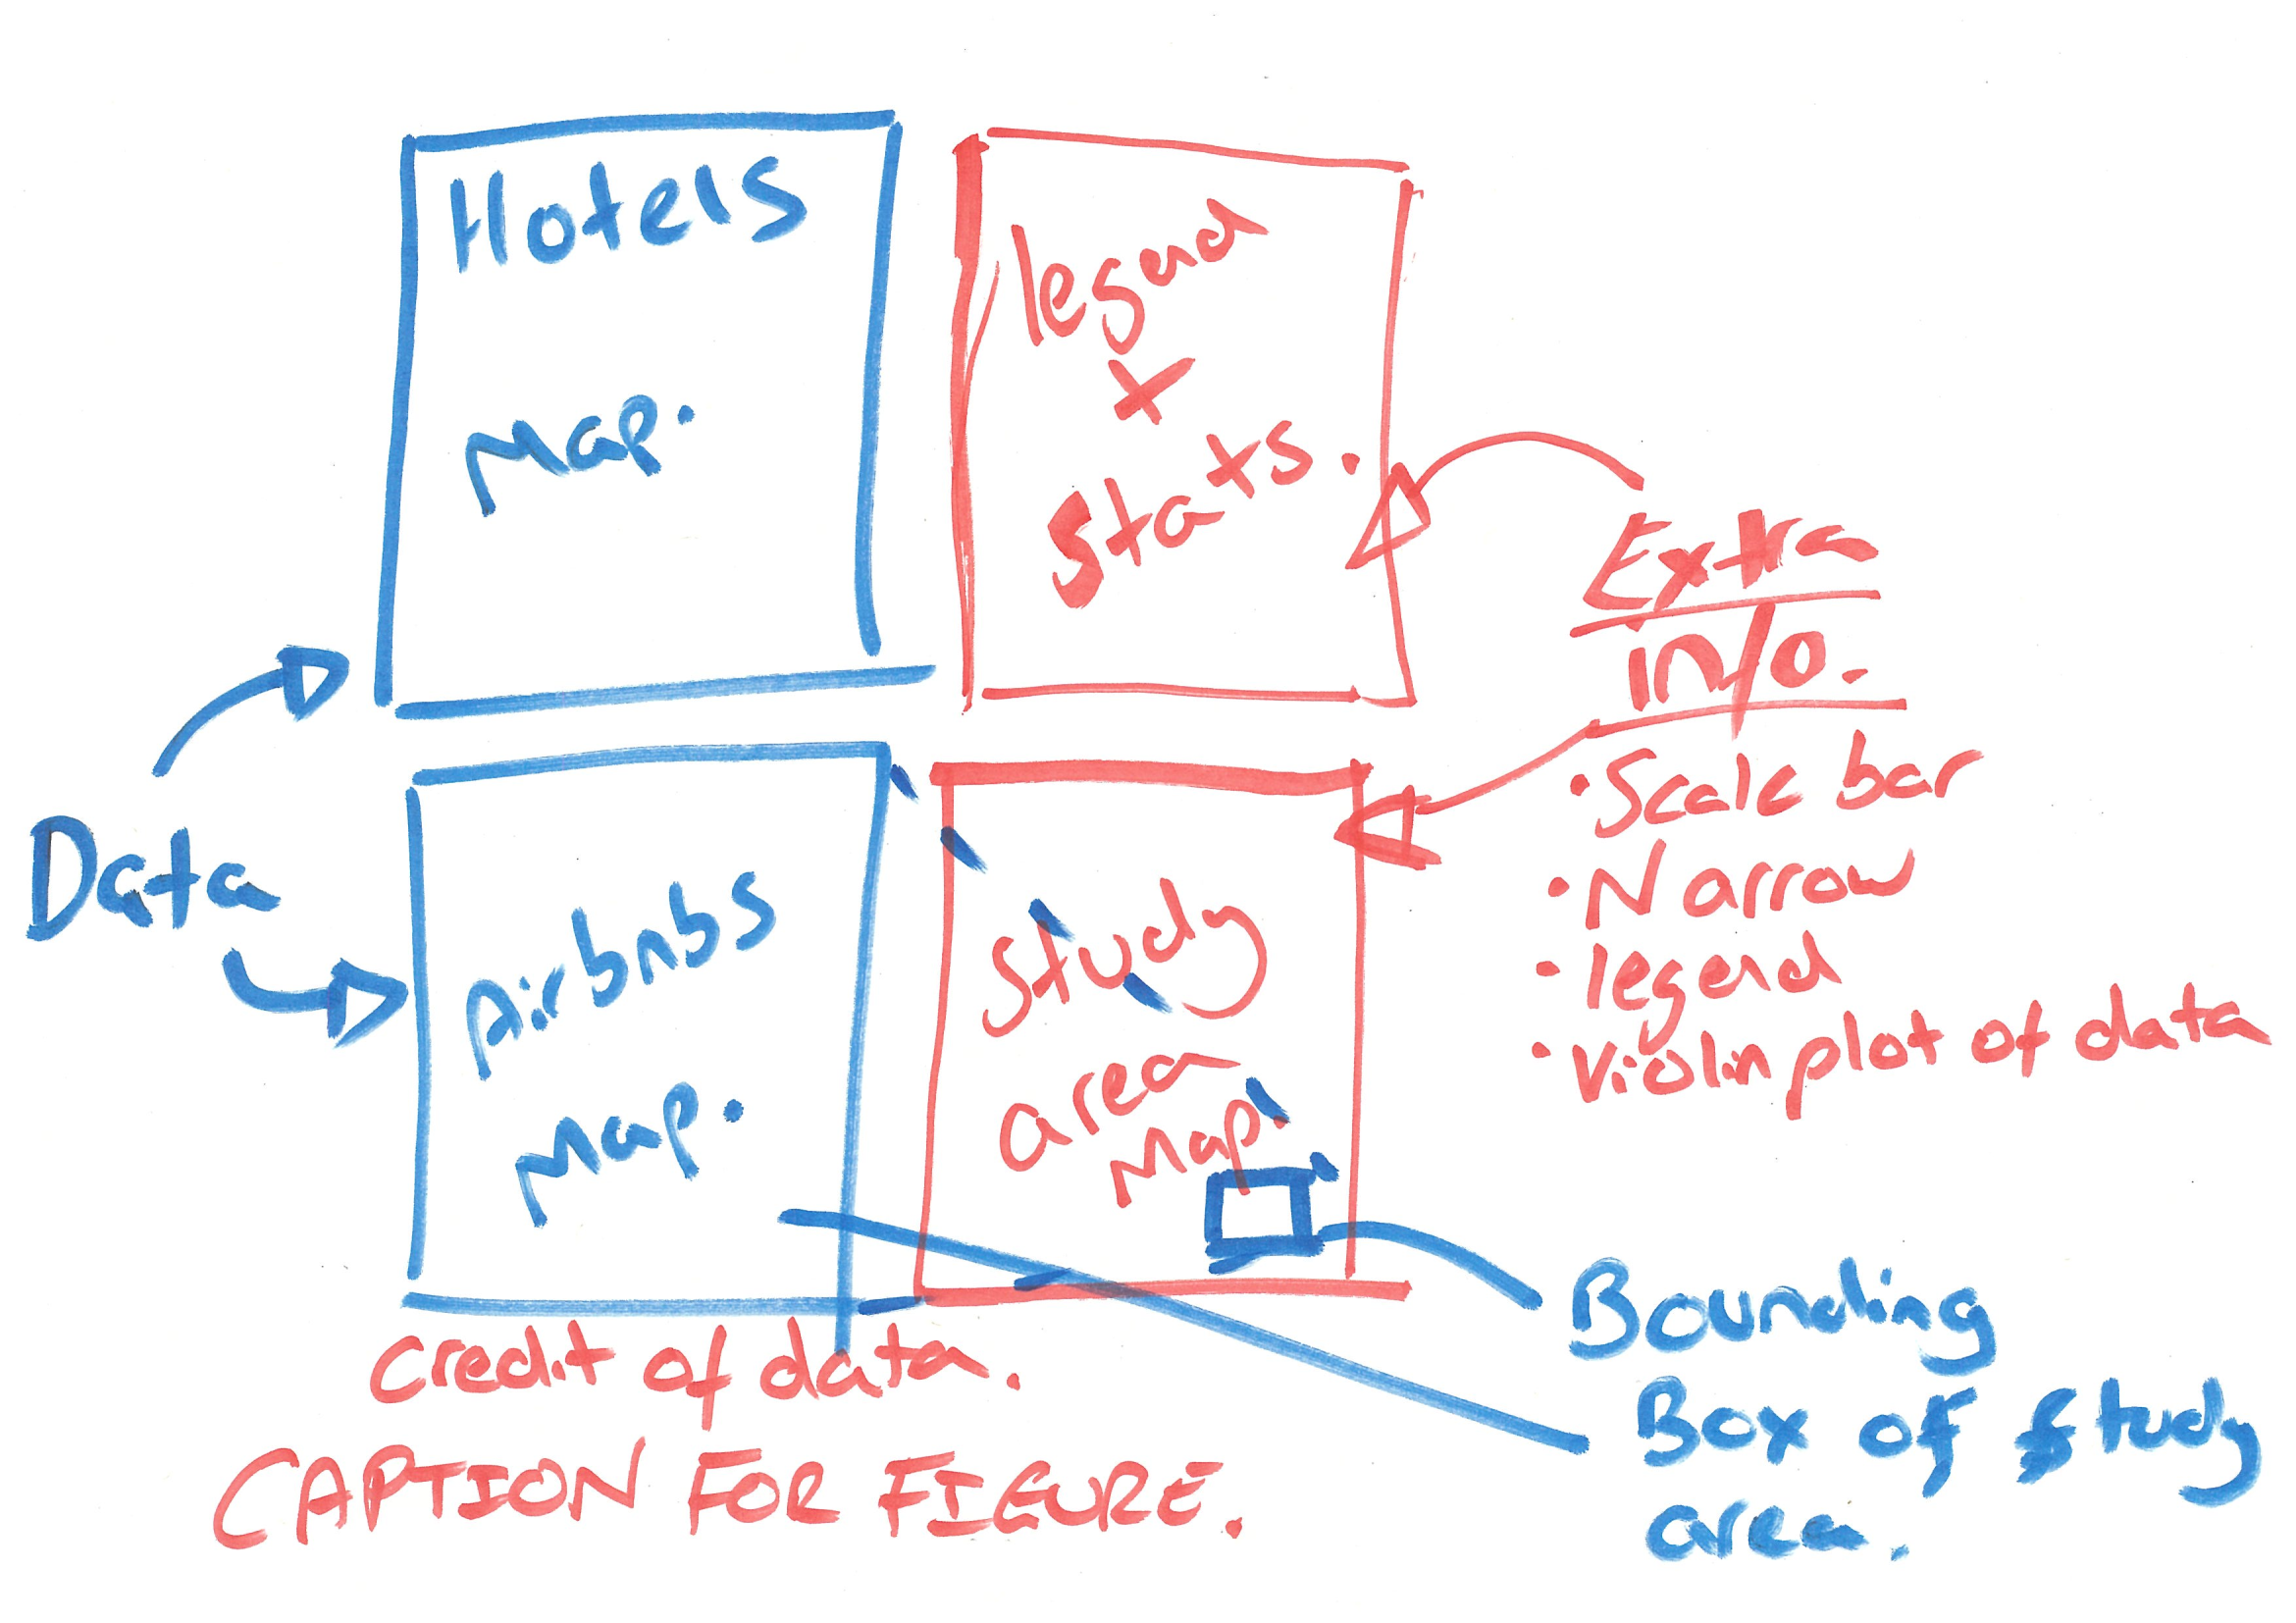 Hotels
Map.
legend
+
Stats.
Extra
info.
• Scale bar
• N arrow
• legend
• Violin plot of data
Data
Airbnbs
Map.
Study
area
Map.
Bounding
Box of study
area.
Credit of data.
CAPTION FOR FIGURE.